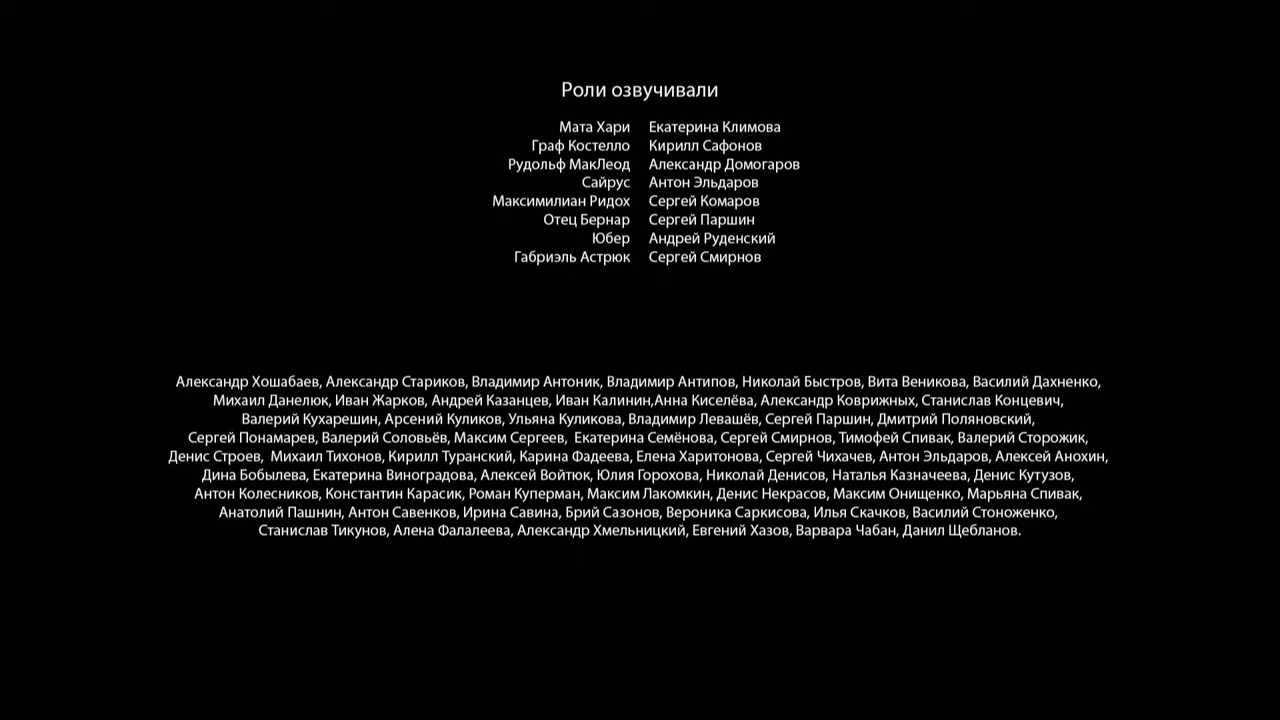 Роли озвучивали
Мата Хари Екатерина Климова
Граф Костелло Кирилл Сафонов
Рудольф МакЛеод Александр Домогаров
Сайрус Антон Эльдаров
Максимилиан Ридох Сергей Комаров
Отец Бернар Сергей Паршин
Юбер Андрей Руденский
Габриэль Астрюк Сергей Смирнов
Александр Хошабаев, Александр Стариков, Владимир Антоник, Владимир Антипов, Николай Быстров, Вита Веникова, Василий Дахненко,
Михаил Данелюк, Иван Жарков, Андрей Казанцев, Иван Калинин,Анна Киселёва, Александр Коврижных, Станислав Концевич,
Валерий Кухарешин, Арсений Куликов, Ульяна Куликова, Владимир Левашёв, Сергей Паршин, Дмитрий Поляновский,
Сергей Понамарев, Валерий Соловьёв, Максим Сергеев,  Екатерина Семёнова, Сергей Смирнов, Тимофей Спивак, Валерий Сторожик,
Денис Строев,  Михаил Тихонов, Кирилл Туранский, Карина Фадеева, Елена Харитонова, Сергей Чихачев, Антон Эльдаров, Алексей Анохин,
Дина Бобылева, Екатерина Виноградова, Алексей Войтюк, Юлия Горохова, Николай Денисов, Наталья Казначеева, Денис Кутузов,
Антон Колесников, Константин Карасик, Роман Куперман, Максим Лакомкин, Денис Некрасов, Максим Онищенко, Марьяна Спивак,
Анатолий Пашнин, Антон Савенков, Ирина Савина, Брий Сазонов, Вероника Саркисова, Илья Скачков, Василий Стоноженко,
Станислав Тикунов, Алена Фалалеева, Александр Хмельницкий, Евгений Хазов, Варвара Чабан, Данил Щебланов.